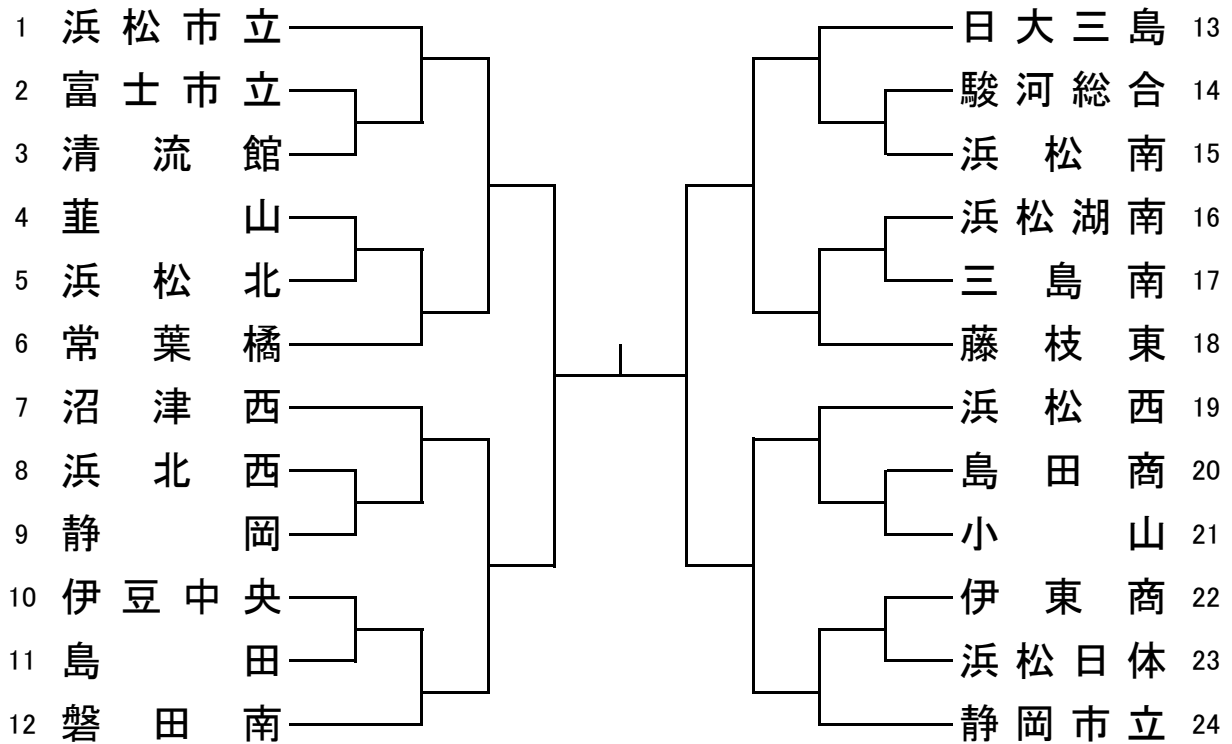 1 浜松市立
2 富士市立
3 清流館
4 韮山
5 浜松北
6 常葉橘
7 沼津西
8 浜北西
9 静岡
10 伊豆中央
11 島田
12 磐田南
日大三島 13
駿河総合 14
浜松南 15
浜松湖南 16
三島南 17
藤枝東 18
浜松西 19
島田商 20
小山 21
伊東商 22
浜松日体 23
静岡市立 24